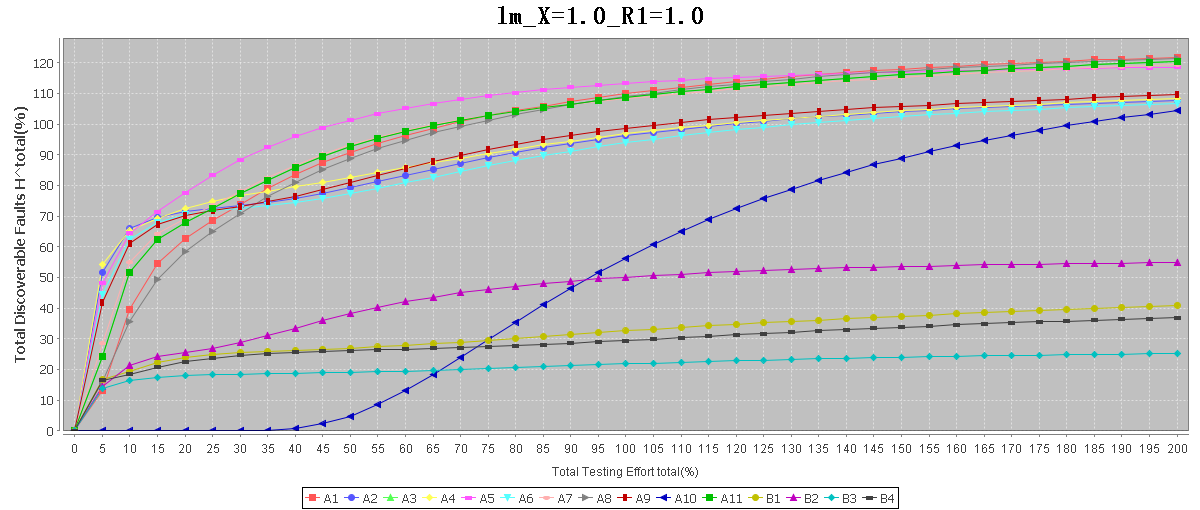 lm_X=1.0_R1=1.0
Total Discoverable Faults H^total(%)
120
110
100
90
80
70
60
50
40
30
20
10
0
0 5 10 15 20 25 30 35 40 45 50 55 60 65 70 75 80 85 90 95 100 105 110 115 120 125 130 135 140 145 150 155 160 165 170 175 180 185 190 195 200
Total Testing Effort total(%)
A1 A2 A3 A4 A5 A6 A7 A8 A9 A10 A11 B1 B2 B3 B4